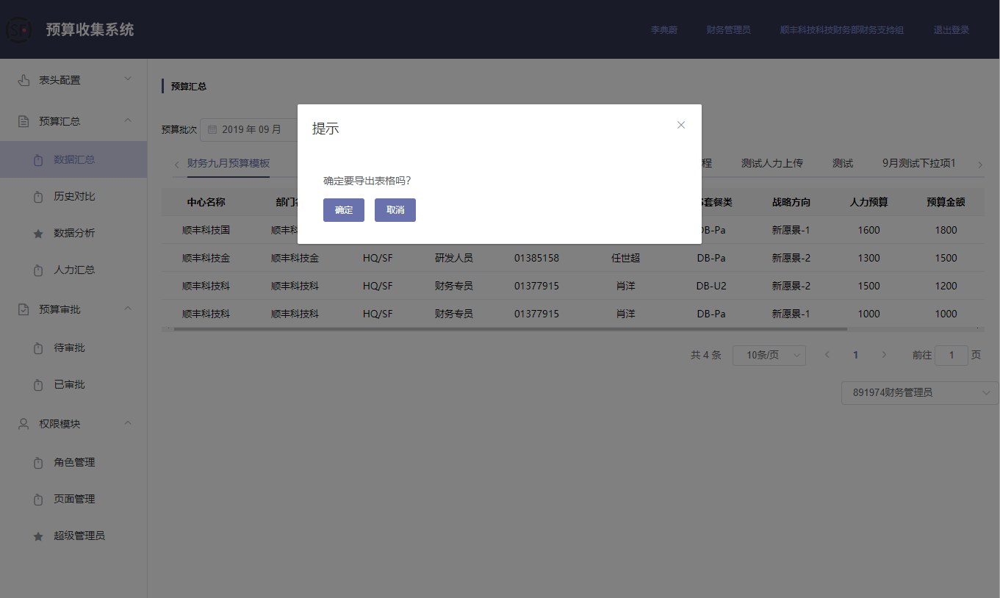 SF 预算收集系统 李典蔚 财务管理员 顺丰科技科技财务部财务支持组 退出登录
表头配置
预算汇总
数据汇总
历史对比
数据分析
人力汇总
预算审批
待审批
已审批
权限模块
角色管理
页面管理
超级管理员
预算汇总
预算批次 2019 年 09 月
财务九月预算模板 程 测试人力上传 测试 9月测试下拉项1
提示
确定要导出表格吗？
确定 取消
中心名称 部门 套餐类 战略方向 人力预算 预算金额
顺丰科技国 顺丰科 DB-Pa 新愿景-1 1600 1800
顺丰科技金 顺丰科技金 HQ/SF 研发人员 01385158 任世超 DB-Pa 新愿景-2 1300 1500
顺丰科技科 顺丰科技科 HQ/SF 财务专员 01377915 肖洋 DB-U2 新愿景-2 1500 1200
顺丰科技科 顺丰科技科 HQ/SF 财务专员 01377915 肖洋 DB-Pa 新愿景-1 1000 1000
共 4 条 10条/页 1 前往 1 页
891974财务管理员